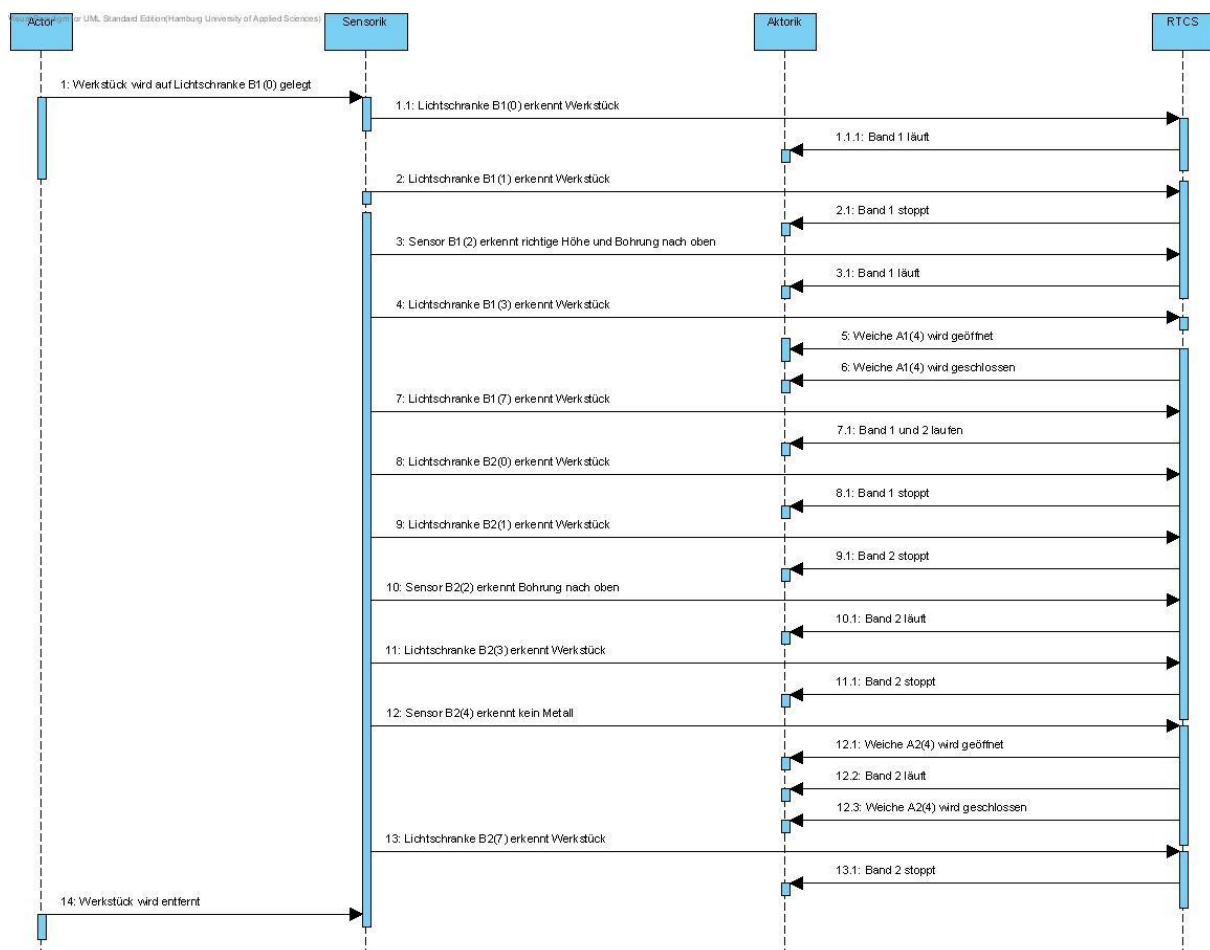 Visual Paradigm for UML Standard Edition(Hamburg University of Applied Sciences)
Actor
Sensorik
Aktorik
RTCS
1: Werkstück wird auf Lichtschranke B1(0) gelegt
1.1: Lichtschranke B1(0) erkennt Werkstück
1.1.1: Band 1 läuft
2: Lichtschranke B1(1) erkennt Werkstück
2.1: Band 1 stoppt
3: Sensor B1(2) erkennt richtige Höhe und Bohrung nach oben
3.1: Band 1 läuft
4: Lichtschranke B1(3) erkennt Werkstück
5: Weiche A1(4) wird geöffnet
6: Weiche A1(4) wird geschlossen
7: Lichtschranke B1(7) erkennt Werkstück
7.1: Band 1 und 2 laufen
8: Lichtschranke B2(0) erkennt Werkstück
8.1: Band 1 stoppt
9: Lichtschranke B2(1) erkennt Werkstück
9.1: Band 2 stoppt
10: Sensor B2(2) erkennt Bohrung nach oben
10.1: Band 2 läuft
11: Lichtschranke B2(3) erkennt Werkstück
11.1: Band 2 stoppt
12: Sensor B2(4) erkennt kein Metall
12.1: Weiche A2(4) wird geöffnet
12.2: Band 2 läuft
12.3: Weiche A2(4) wird geschlossen
13: Lichtschranke B2(7) erkennt Werkstück
13.1: Band 2 stoppt
14: Werkstück wird entfernt